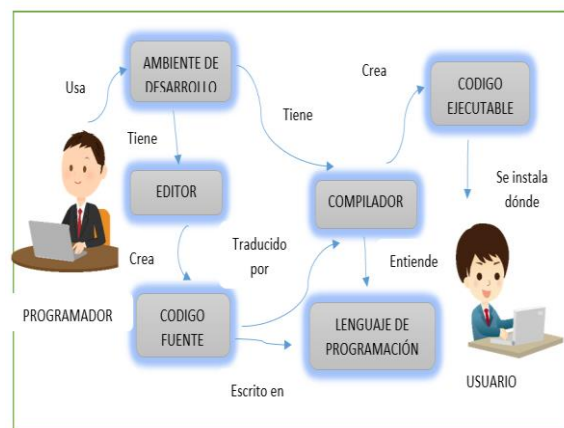 AMBIENTE DE
DESARROLLO
Crea
CODIGO
EJECUTABLE
Usa
Tiene
Tiene
EDITOR
COMPILADOR
Se instala
dónde
Crea
Traducido
por
Entiende
PROGRAMADOR
CODIGO
FUENTE
LENGUAJE DE
PROGRAMACIÓN
USUARIO
Escrito en